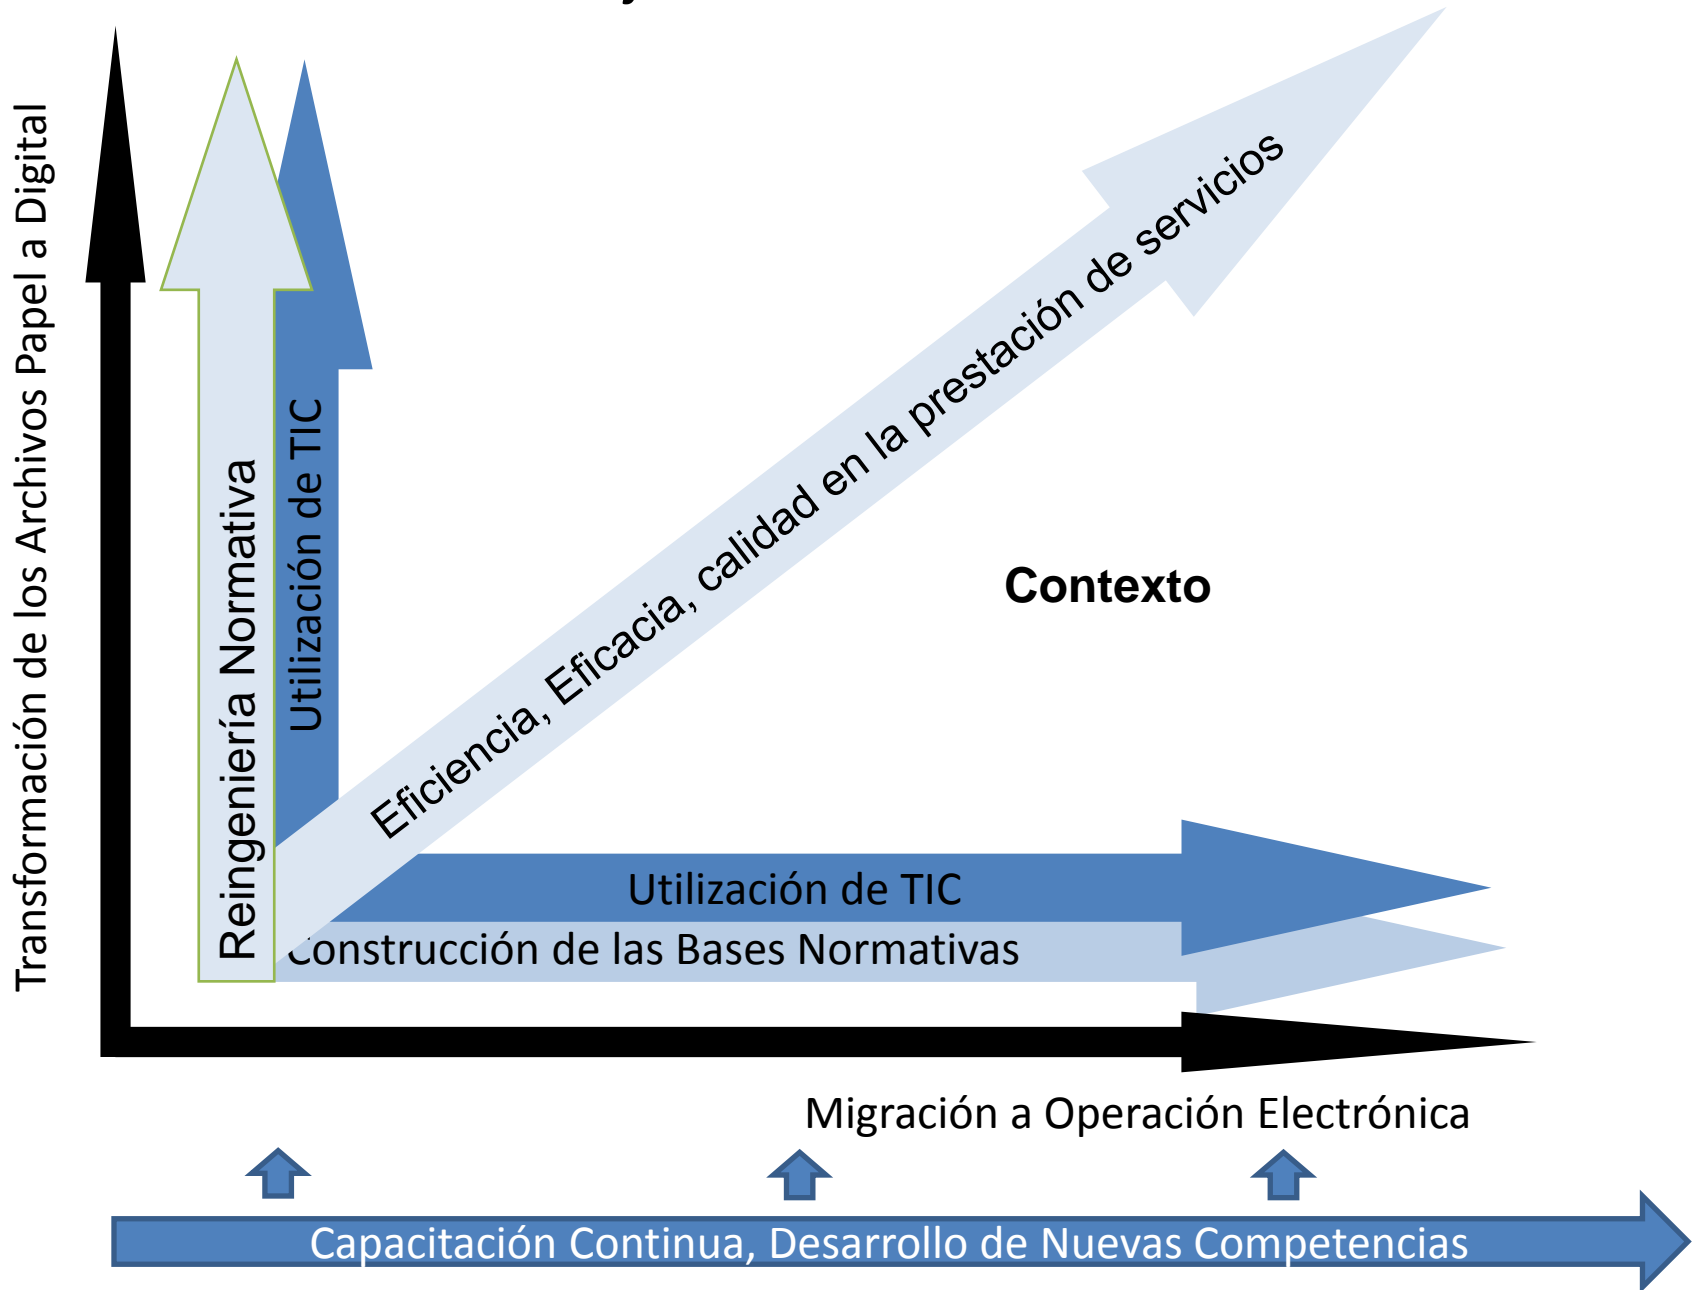 Transformación de los Archivos Papel a Digital
Reingeniería Normativa
Utilización de TIC
Eficiencia, Eficacia, calidad en la prestación de servicios
Contexto
Utilización de TIC
Construcción de las Bases Normativas
Migración a Operación Electrónica
Capacitación Continua, Desarrollo de Nuevas Competencias